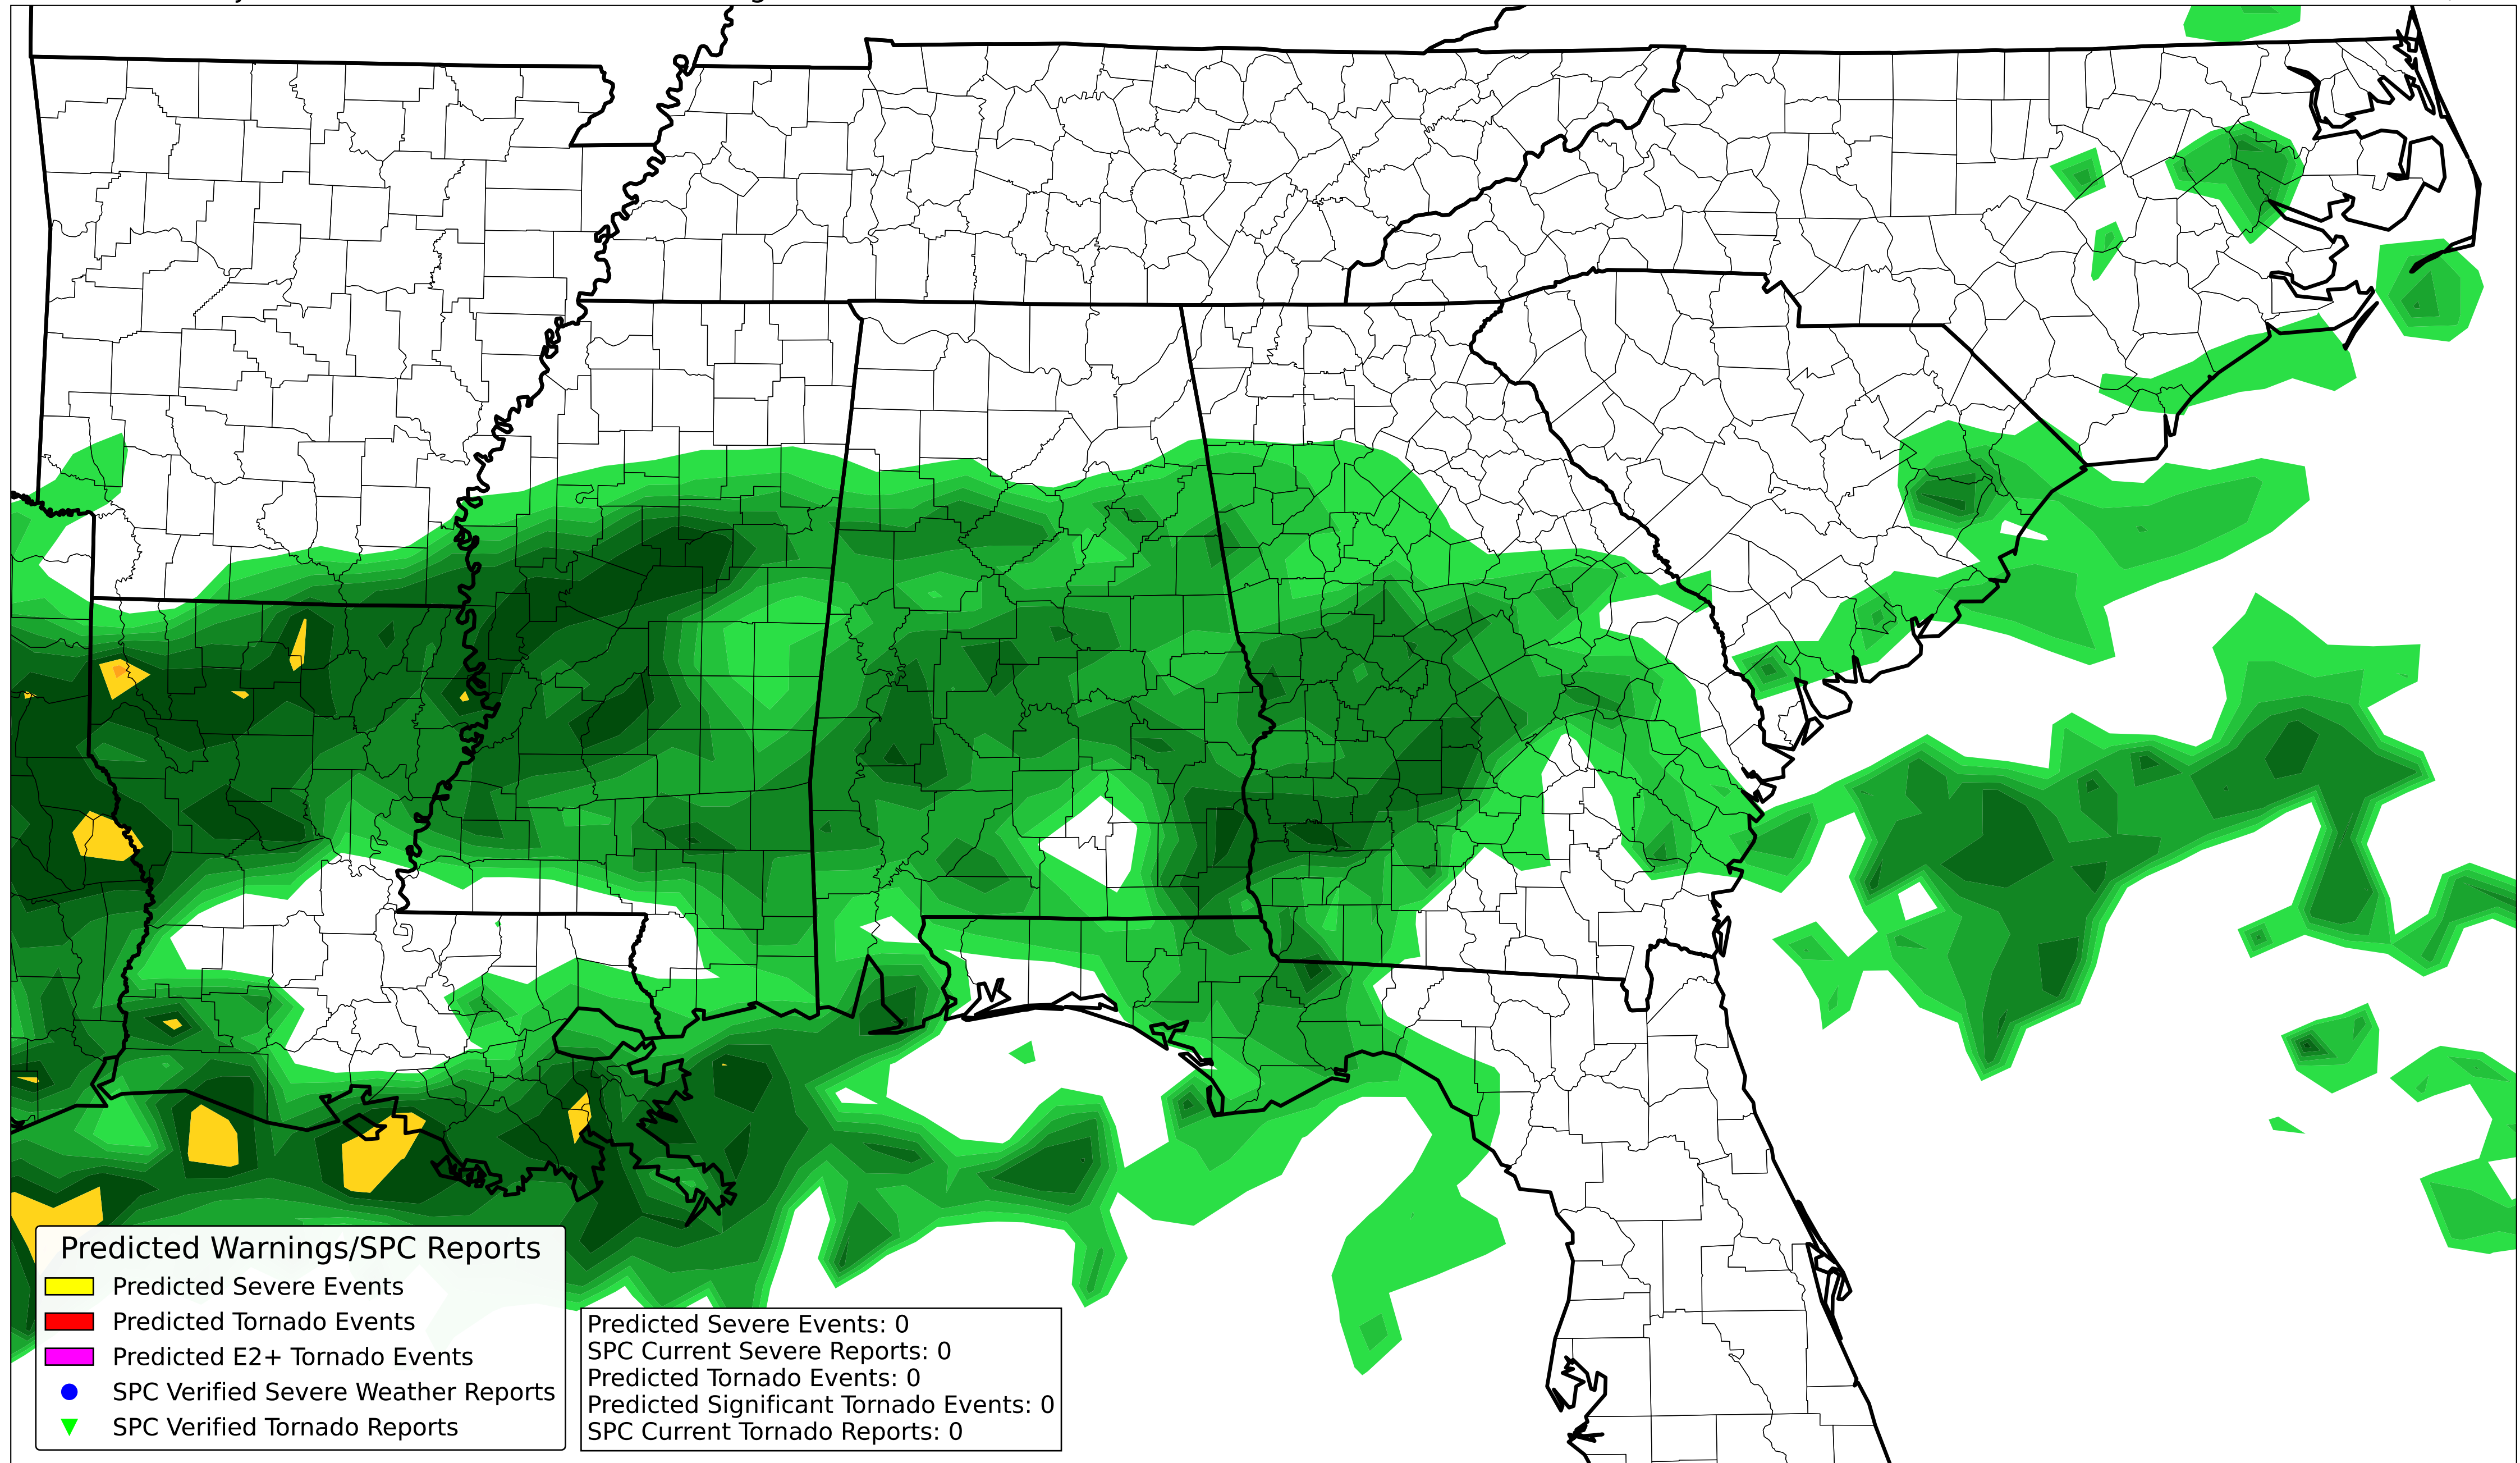 Predicted Warnings/SPC Reports
Predicted Severe Events
Predicted Tornado Events
Predicted E2+ Tornado Events
SPC Verified Severe Weather Reports
SPC Verified Tornado Reports
Predicted Severe Events: 0
SPC Current Severe Reports: 0
Predicted Tornado Events: 0
Predicted Significant Tornado Events: 0
SPC Current Tornado Reports: 0